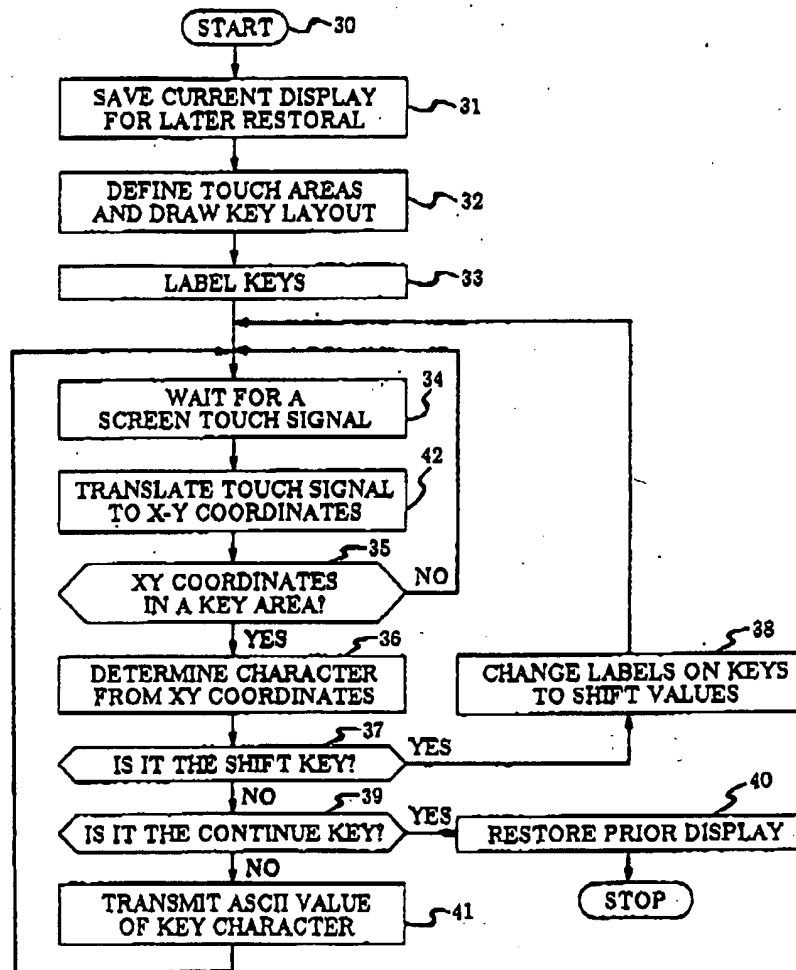 START
30
SAVE CURRENT DISPLAY
FOR LATER RESTORAL
31
DEFINE TOUCH AREAS
AND DRAW KEY LAYOUT
32
LABEL KEYS
33
WAIT FOR A
SCREEN TOUCH SIGNAL
34
TRANSLATE TOUCH SIGNAL
TO X-Y COORDINATES
42
XY COORDINATES
IN A KEY AREA?
35
NO
YES
DETERMINE CHARACTER
FROM XY COORDINATES
36
CHANGE LABELS ON KEYS
TO SHIFT VALUES
38
IS IT THE SHIFT KEY?
37
YES
NO
IS IT THE CONTINUE KEY?
39
YES
RESTORE PRIOR DISPLAY
40
NO
STOP
TRANSMIT ASCII VALUE
OF KEY CHARACTER
41